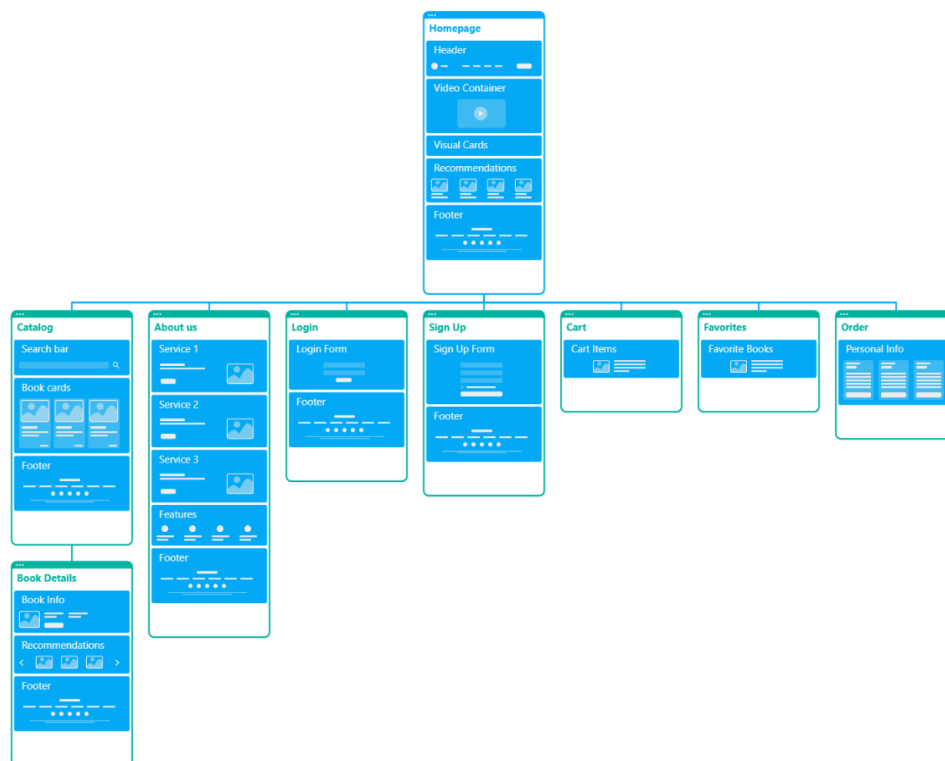 Homepage
Header
Video Container
Visual Cards
Recommendations
Footer
Catalog
Search bar
Book cards
Footer
About us
Service 1
Service 2
Service 3
Features
Footer
Login
Login Form
Footer
Sign Up
Sign Up Form
Footer
Cart
Cart Items
Favorites
Favorite Books
Order
Personal Info
Book Details
Book Info
Recommendations
Footer